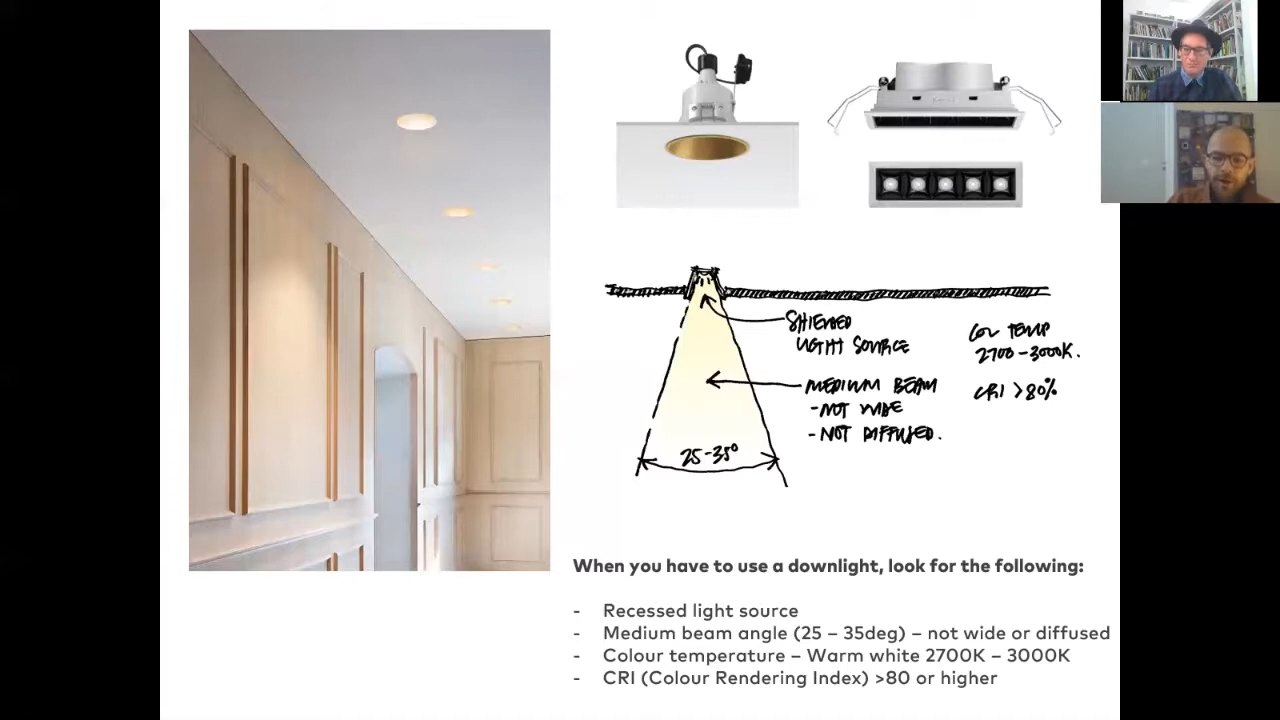 SHIELDED
LIGHT SOURCE
COL TEMP
2700-3000K.
MEDIUM BEAM
- NOT WIDE
- NOT DIFFUSED.
CRI >80%
25-35°
When you have to use a downlight, look for the following:
- Recessed light source
- Medium beam angle (25 – 35deg) – not wide or diffused
- Colour temperature – Warm white 2700K – 3000K
- CRI (Colour Rendering Index) >80 or higher